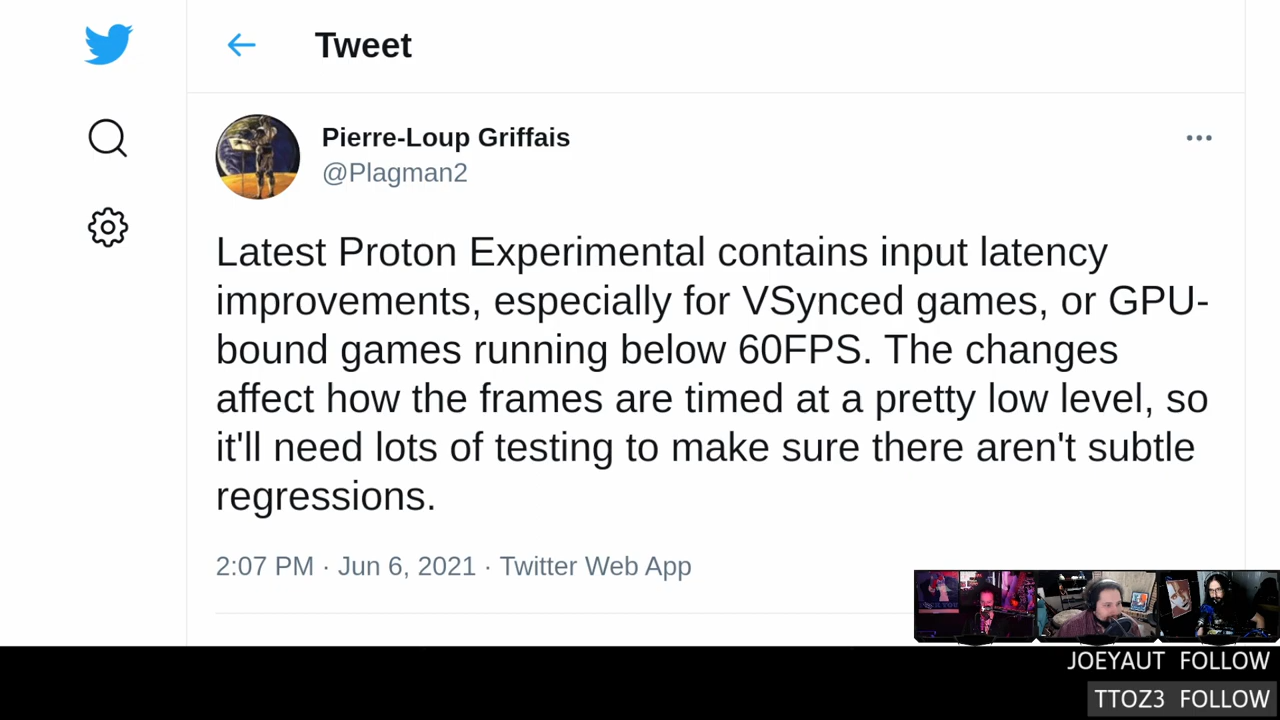 Tweet
Pierre-Loup Griffais
@Plagman2
Latest Proton Experimental contains input latency
improvements, especially for VSynced games, or GPU-
bound games running below 60FPS. The changes
affect how the frames are timed at a pretty low level, so
it'll need lots of testing to make sure there aren't subtle
regressions.
2:07 PM · Jun 6, 2021 · Twitter Web App
JOEYAUT FOLLOW
TTOZ3 FOLLOW